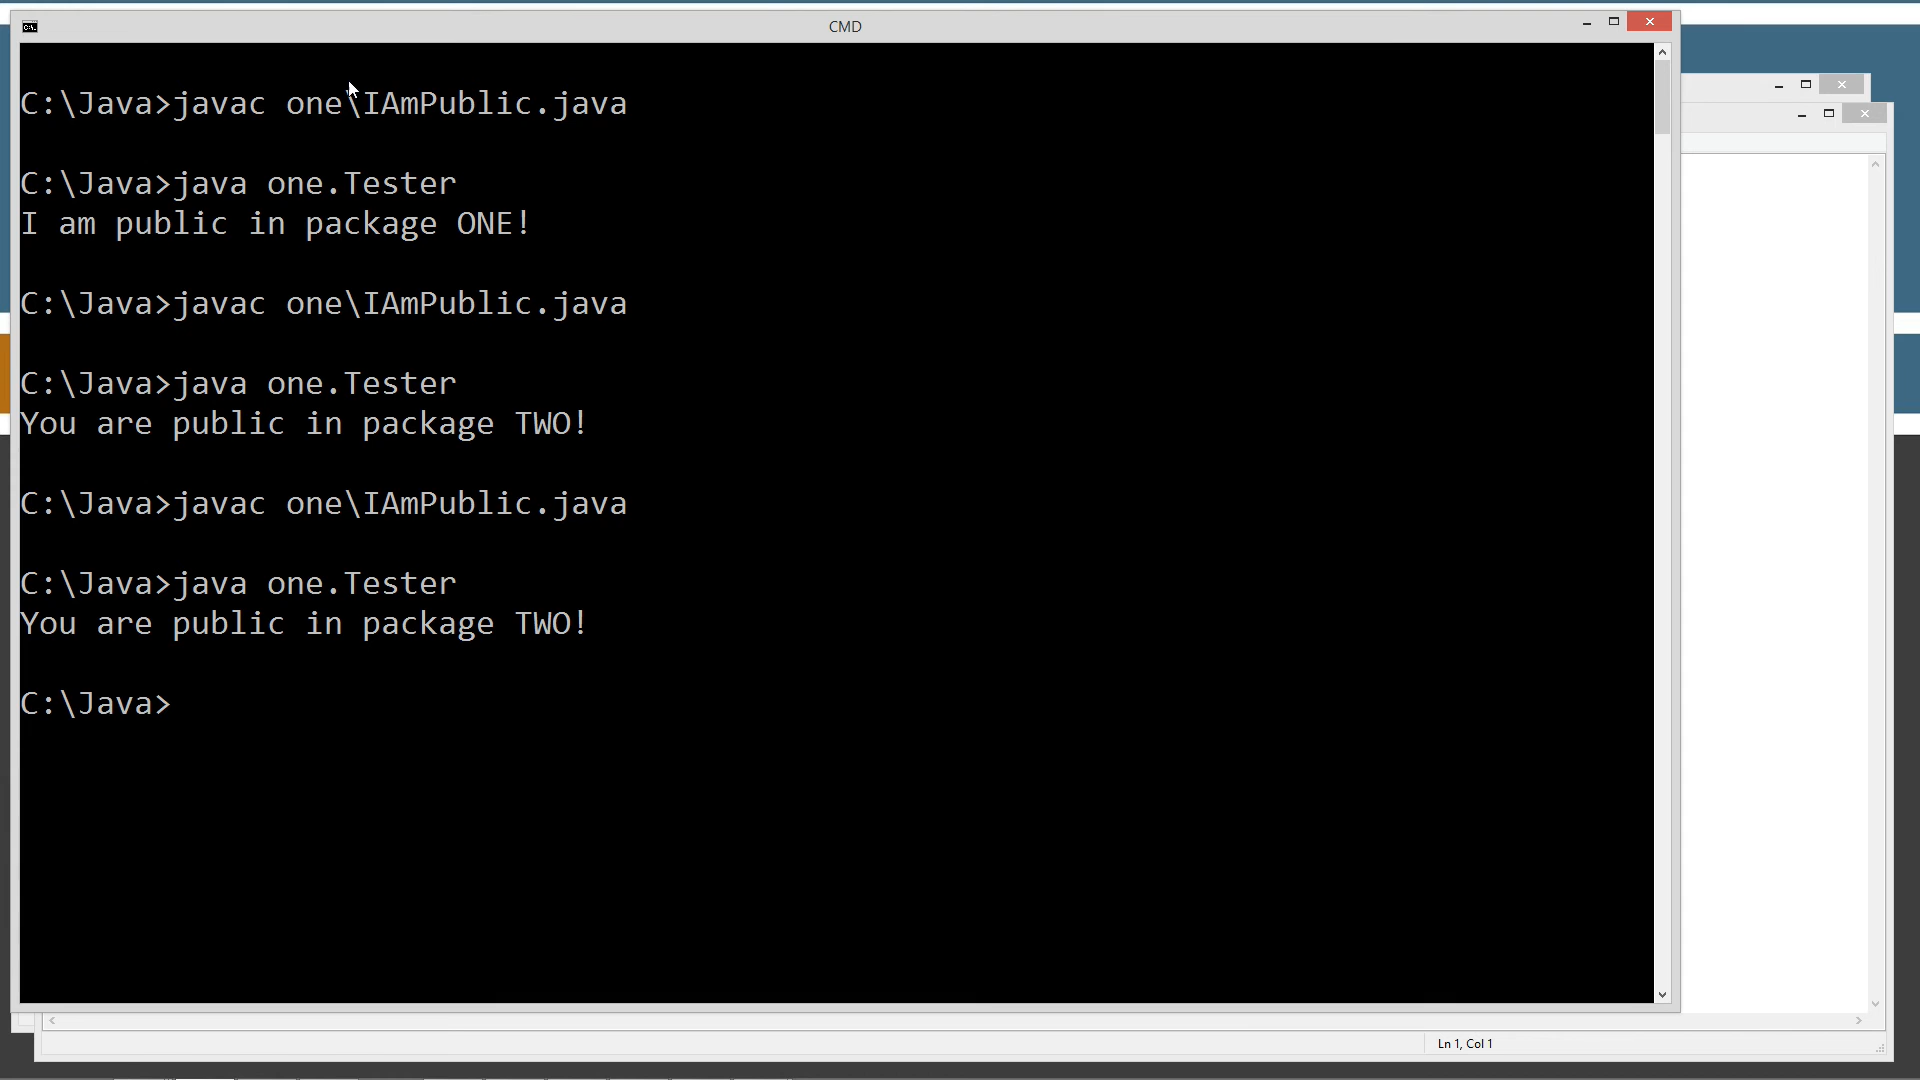 CMD
C:\Java>javac one\IAmPublic.java
C:\Java>java one.Tester
I am public in package ONE!
C:\Java>javac one\IAmPublic.java
C:\Java>java one.Tester
You are public in package TWO!
C:\Java>javac one\IAmPublic.java
C:\Java>java one.Tester
You are public in package TWO!
C:\Java>
Ln 1, Col 1